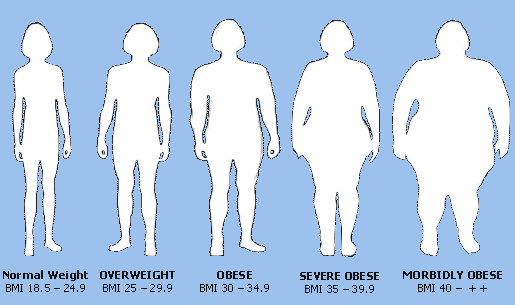 Normal Weight
BMI 18.5 – 24.9
OVERWEIGHT
BMI 25 – 29.9
OBESE
BMI 30 – 34.9
SEVERE OBESE
BMI 35 – 39.9
MORBIDLY OBESE
BMI 40 – ++